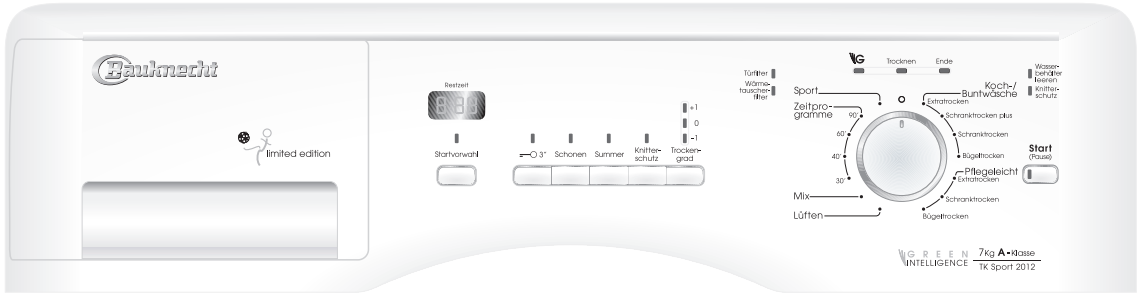 Bauknecht
limited edition
Restzeit
Startvorwahl
3"
Schonen
Summer
Knitter-
schutz
Trocken-
grad
+1
0
-1
Türfilter
Wärme-
tauscher-
filter
G
Trocknen
Ende
Wasser-
behälter
leeren
Knitter-
schutz
Sport
Zeitpro-
gramme
90'
60'
40'
30'
Mix
Lüften
Koch-/
Buntwäsche
Extratrocken
Schranktrocken plus
Schranktrocken
Bügeltrocken
Pflegeleicht
Extratrocken
Schranktrocken
Bügeltrocken
Start
(Pause)
GREEN
INTELLIGENCE
7Kg A-Klasse
TK Sport 2012